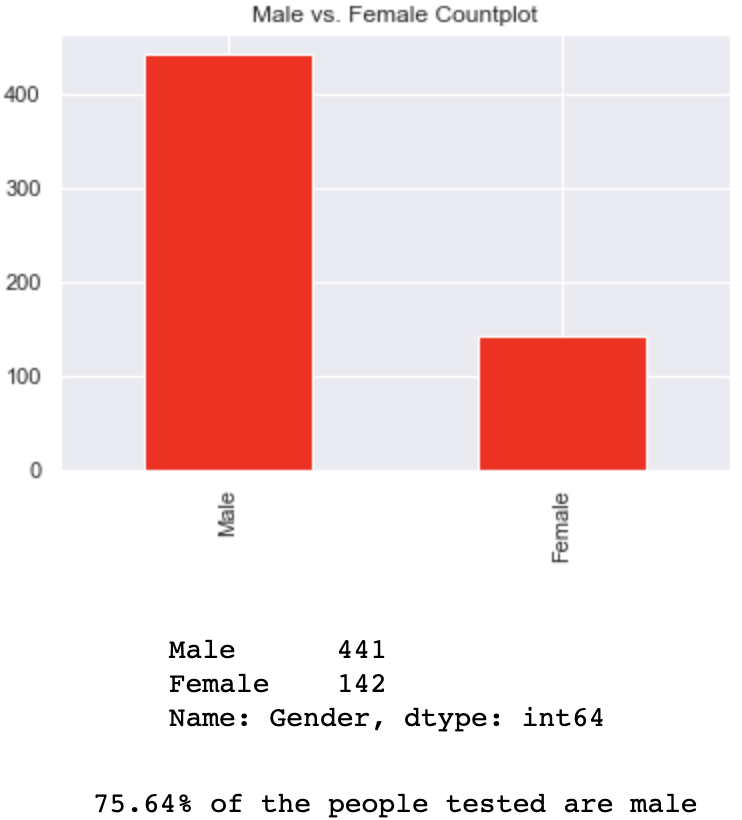 Male vs. Female Countplot
400
300
200
100
0
Male
Female
Male 441
Female 142
Name: Gender, dtype: int64
75.64% of the people tested are male